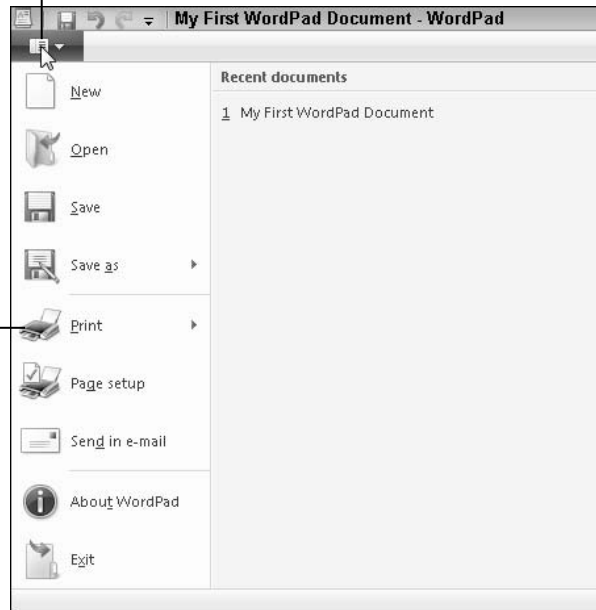 My First WordPad Document - WordPad
Recent documents
1 My First WordPad Document
New
Open
Save
Save as
Print
Page setup
Send in e-mail
About WordPad
Exit